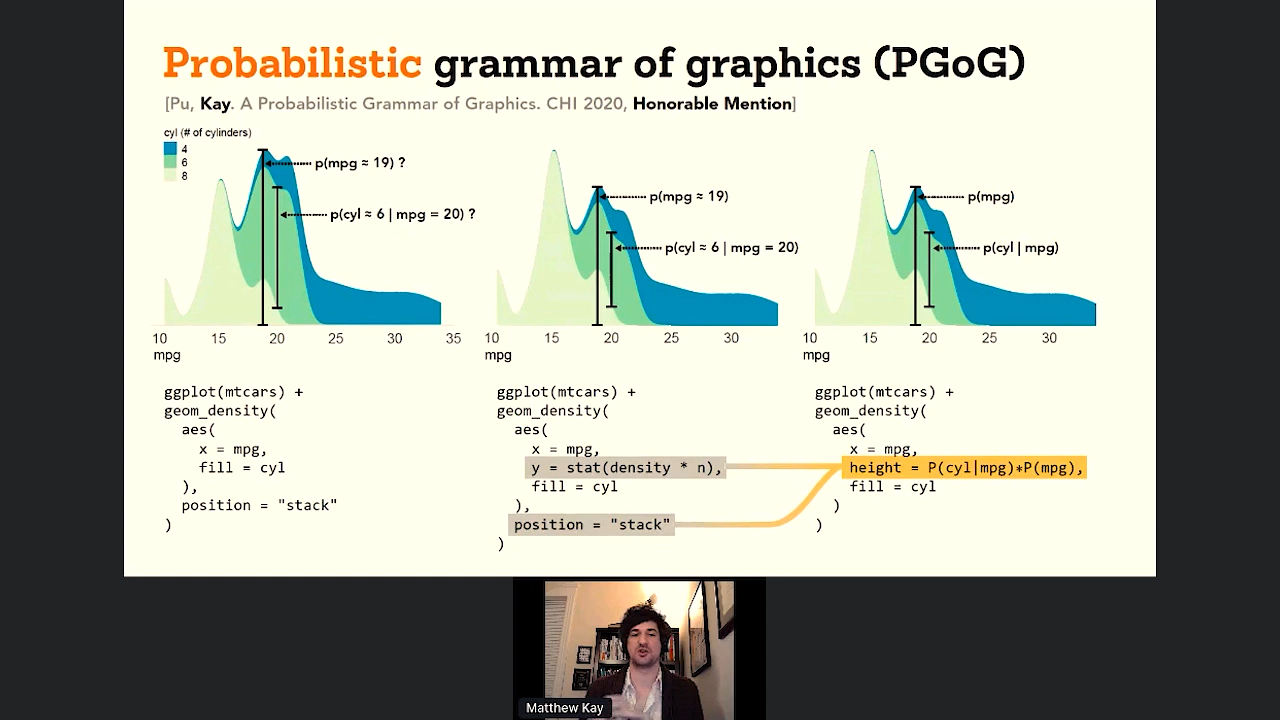 Probabilistic grammar of graphics (PGoG)
[Pu, Kay. A Probabilistic Grammar of Graphics. CHI 2020, Honorable Mention]
cyl (# of cylinders)
4
6
8
p(mpg ≈ 19) ?
p(cyl ≈ 6 | mpg = 20) ?
10 15 20 25 30 35
mpg
p(mpg ≈ 19)
p(cyl ≈ 6 | mpg = 20)
10 15 20 25 30
mpg
p(mpg)
p(cyl | mpg)
10 15 20 25 30
mpg
ggplot(mtcars) +
geom_density(
aes(
x = mpg,
fill = cyl
),
position = "stack"
)
ggplot(mtcars) +
geom_density(
aes(
x = mpg,
y = stat(density * n),
fill = cyl
),
position = "stack"
)
ggplot(mtcars) +
geom_density(
aes(
x = mpg,
height = P(cyl|mpg)*P(mpg),
fill = cyl
)
)
Matthew Kay